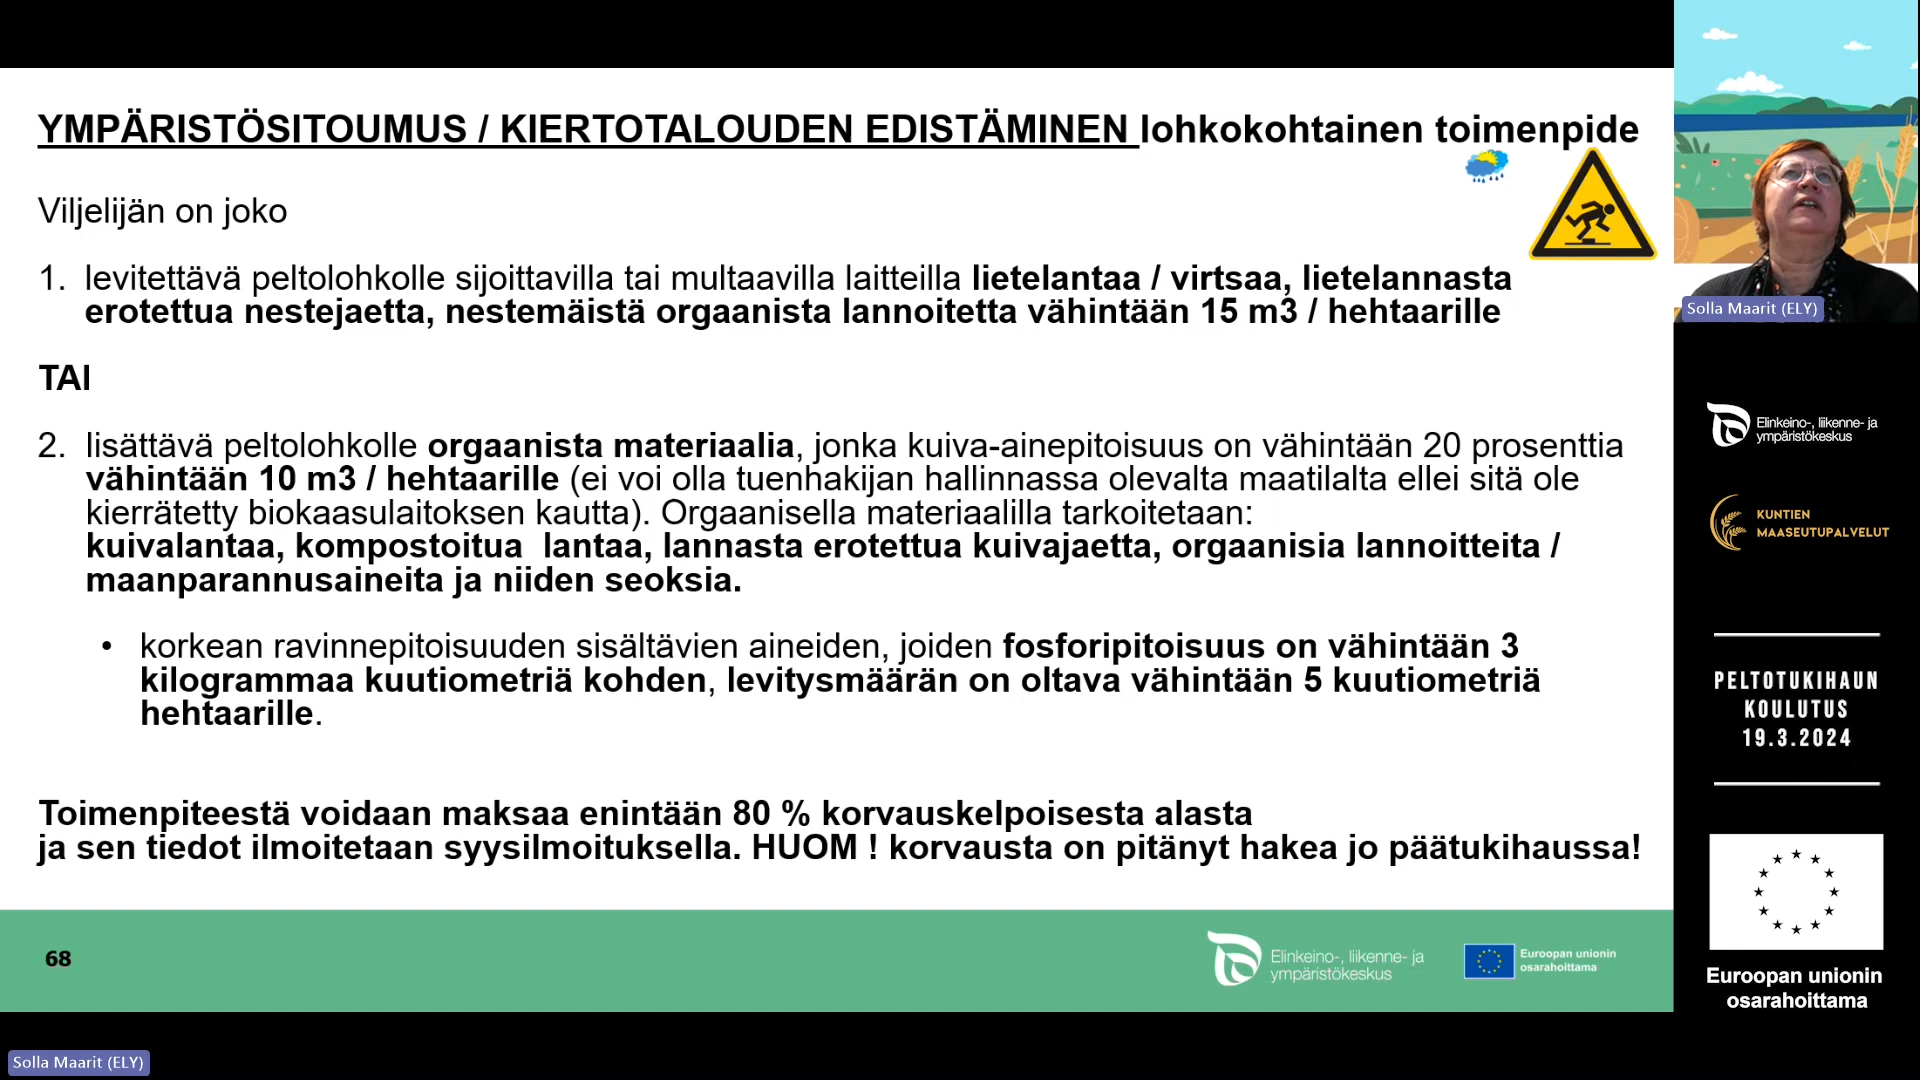 YMPÄRISTÖSITOUMUS / KIERTOTALOUDEN EDISTÄMINEN lohkokohtainen toimenpide
Viljelijän on joko
1. levitettävä peltolohkolle sijoittavilla tai multaavilla laitteilla lietelantaa / virtsaa, lietelannasta
erotettua nestejaetta, nestemäistä orgaanista lannoitetta vähintään 15 m3 / hehtaarille
TAI
2. lisättävä peltolohkolle orgaanista materiaalia, jonka kuiva-ainepitoisuus on vähintään 20 prosenttia
vähintään 10 m3 / hehtaarille (ei voi olla tuenhakijan hallinnassa olevalta maatilalta ellei sitä ole
kierrätetty biokaasulaitoksen kautta). Orgaanisella materiaalilla tarkoitetaan:
kuivalantaa, kompostoitua lantaa, lannasta erotettua kuivajaetta, orgaanisia lannoitteita /
maanparannusaineita ja niiden seoksia.
• korkean ravinnepitoisuuden sisältävien aineiden, joiden fosforipitoisuus on vähintään 3
kilogrammaa kuutiometriä kohden, levitysmäärän on oltava vähintään 5 kuutiometriä
hehtaarille.
Toimenpiteestä voidaan maksaa enintään 80 % korvauskelpoisesta alasta
ja sen tiedot ilmoitetaan syysilmoituksella. HUOM ! korvausta on pitänyt hakea jo päätukihaussa!
68
Elinkeino-, liikenne- ja
ympäristökeskus
Euroopan unionin
osarahoittama
Solla Maarit (ELY)
Elinkeino-, liikenne- ja
ympäristökeskus
KUNTIEN
MAASEUTUPALVELUT
PELTOTUKIHAUN
KOULUTUS
19.3.2024
Euroopan unionin
osarahoittama
Solla Maarit (ELY)